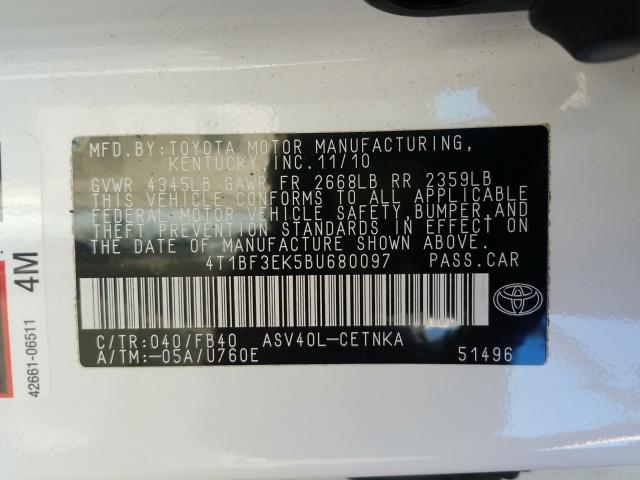 MFD.BY:TOYOTA MOTOR MANUFACTURING,
KENTUCKY, INC.11/10
GVWR 4345LB GAWR FR 2668LB RR 2359LB
THIS VEHICLE CONFORMS TO ALL APPLICABLE
FEDERAL MOTOR VEHICLE SAFETY,BUMPER,AND
THEFT PREVENTION STANDARDS IN EFFECT ON
THE DATE OF MANUFACTURE SHOWN ABOVE.
4T1BF3EK5BU680097 PASS.CAR
C/TR:040/FB40 ASV40L-CETNKA
A/TM:-05A/U760E 51496
4M
42661-06511